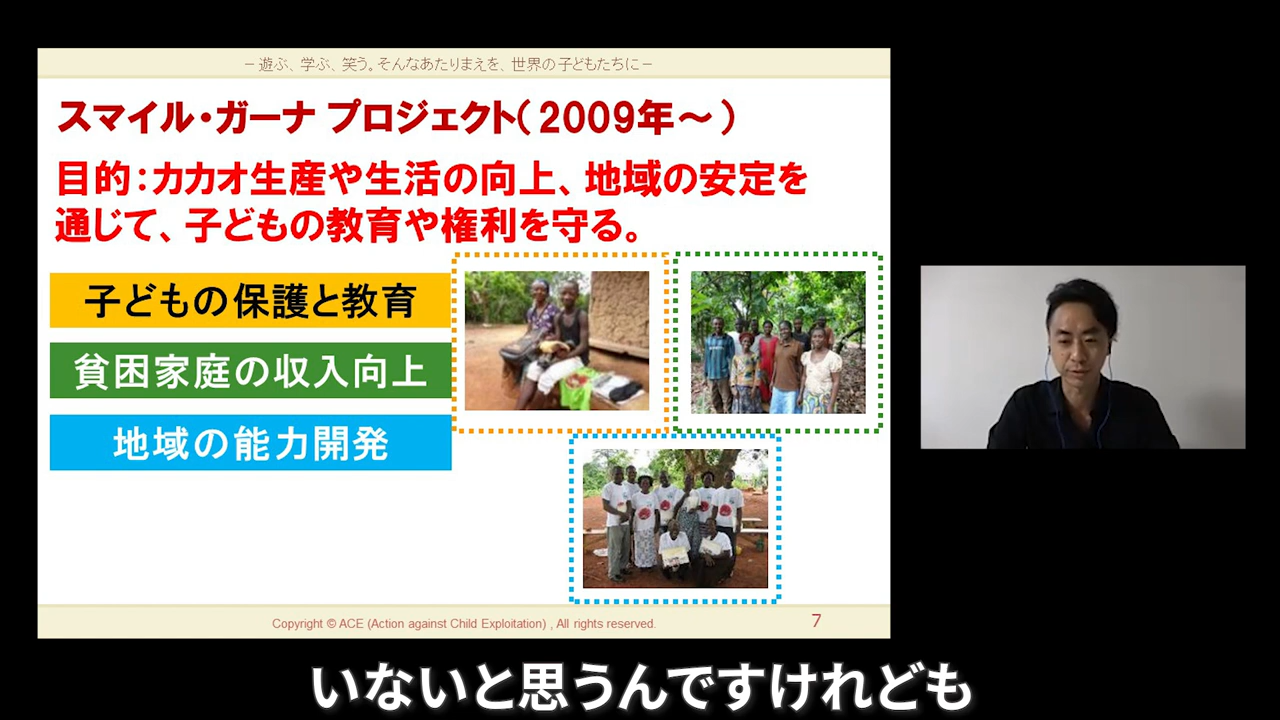 －遊ぶ、学ぶ、笑う。そんなあたりまえを、世界の子どもたちに－
スマイル・ガーナ プロジェクト（2009年～）
目的：カカオ生産や生活の向上、地域の安定を
通じて、子どもの教育や権利を守る。
子どもの保護と教育
貧困家庭の収入向上
地域の能力開発
Copyright © ACE (Action against Child Exploitation) , All rights reserved.
7
いないと思うんですけれども